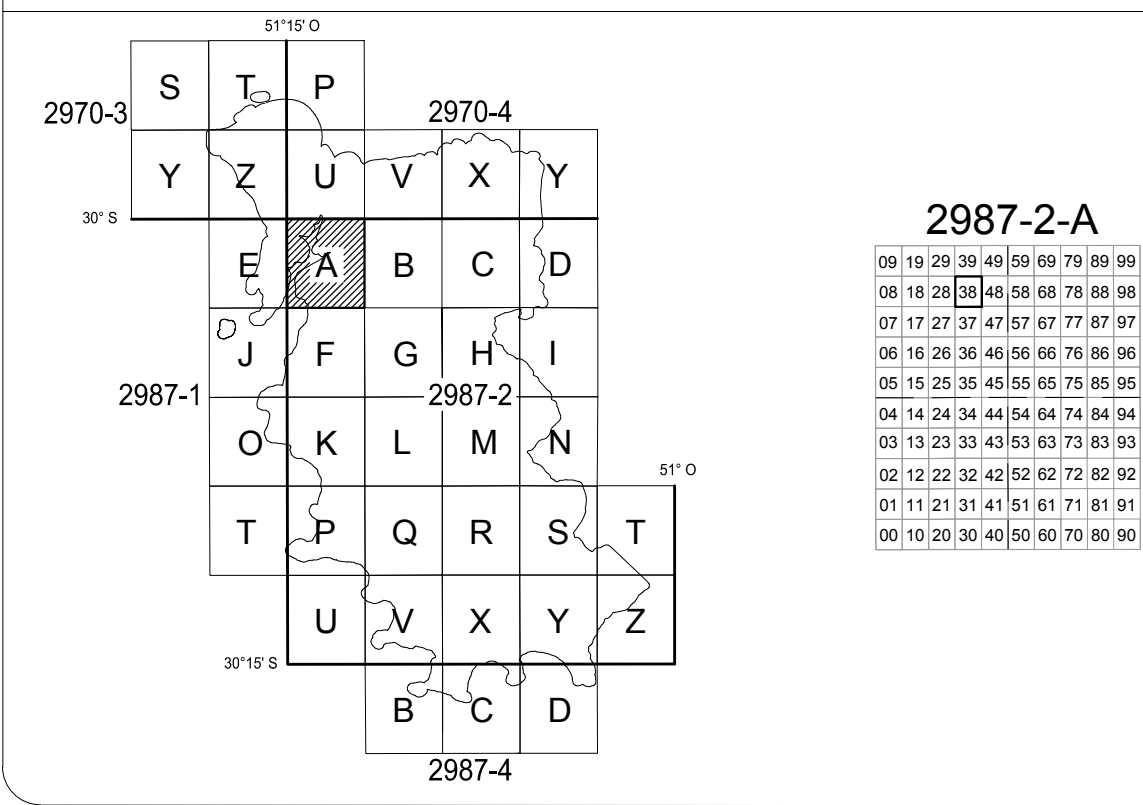 51°15' O
S T P
2970-3
2970-4
Y Z U V X Y
30° S
E A B C D
J F G H I
2987-1
2987-2
O K L M N
51° O
T P Q R S T
U V X Y Z
30°15' S
B C D
2987-4
2987-2-A
09 19 29 39 49 59 69 79 89 99
08 18 28 38 48 58 68 78 88 98
07 17 27 37 47 57 67 77 87 97
06 16 26 36 46 56 66 76 86 96
05 15 25 35 45 55 65 75 85 95
04 14 24 34 44 54 64 74 84 94
03 13 23 33 43 53 63 73 83 93
02 12 22 32 42 52 62 72 82 92
01 11 21 31 41 51 61 71 81 91
00 10 20 30 40 50 60 70 80 90